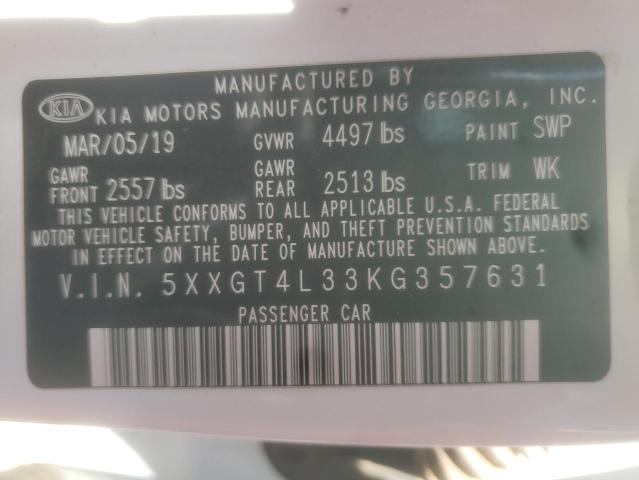 MANUFACTURED BY
KIA KIA MOTORS MANUFACTURING GEORGIA, INC.
MAR/05/19 GVWR 4497 lbs PAINT SWP
GAWR FRONT 2557 lbs GAWR REAR 2513 lbs TRIM WK
THIS VEHICLE CONFORMS TO ALL APPLICABLE U.S.A. FEDERAL
MOTOR VEHICLE SAFETY, BUMPER, AND THEFT PREVENTION STANDARDS
IN EFFECT ON THE DATE OF MANUFACTURE SHOWN ABOVE.
V.I.N. 5XXGT4L33KG357631
PASSENGER CAR